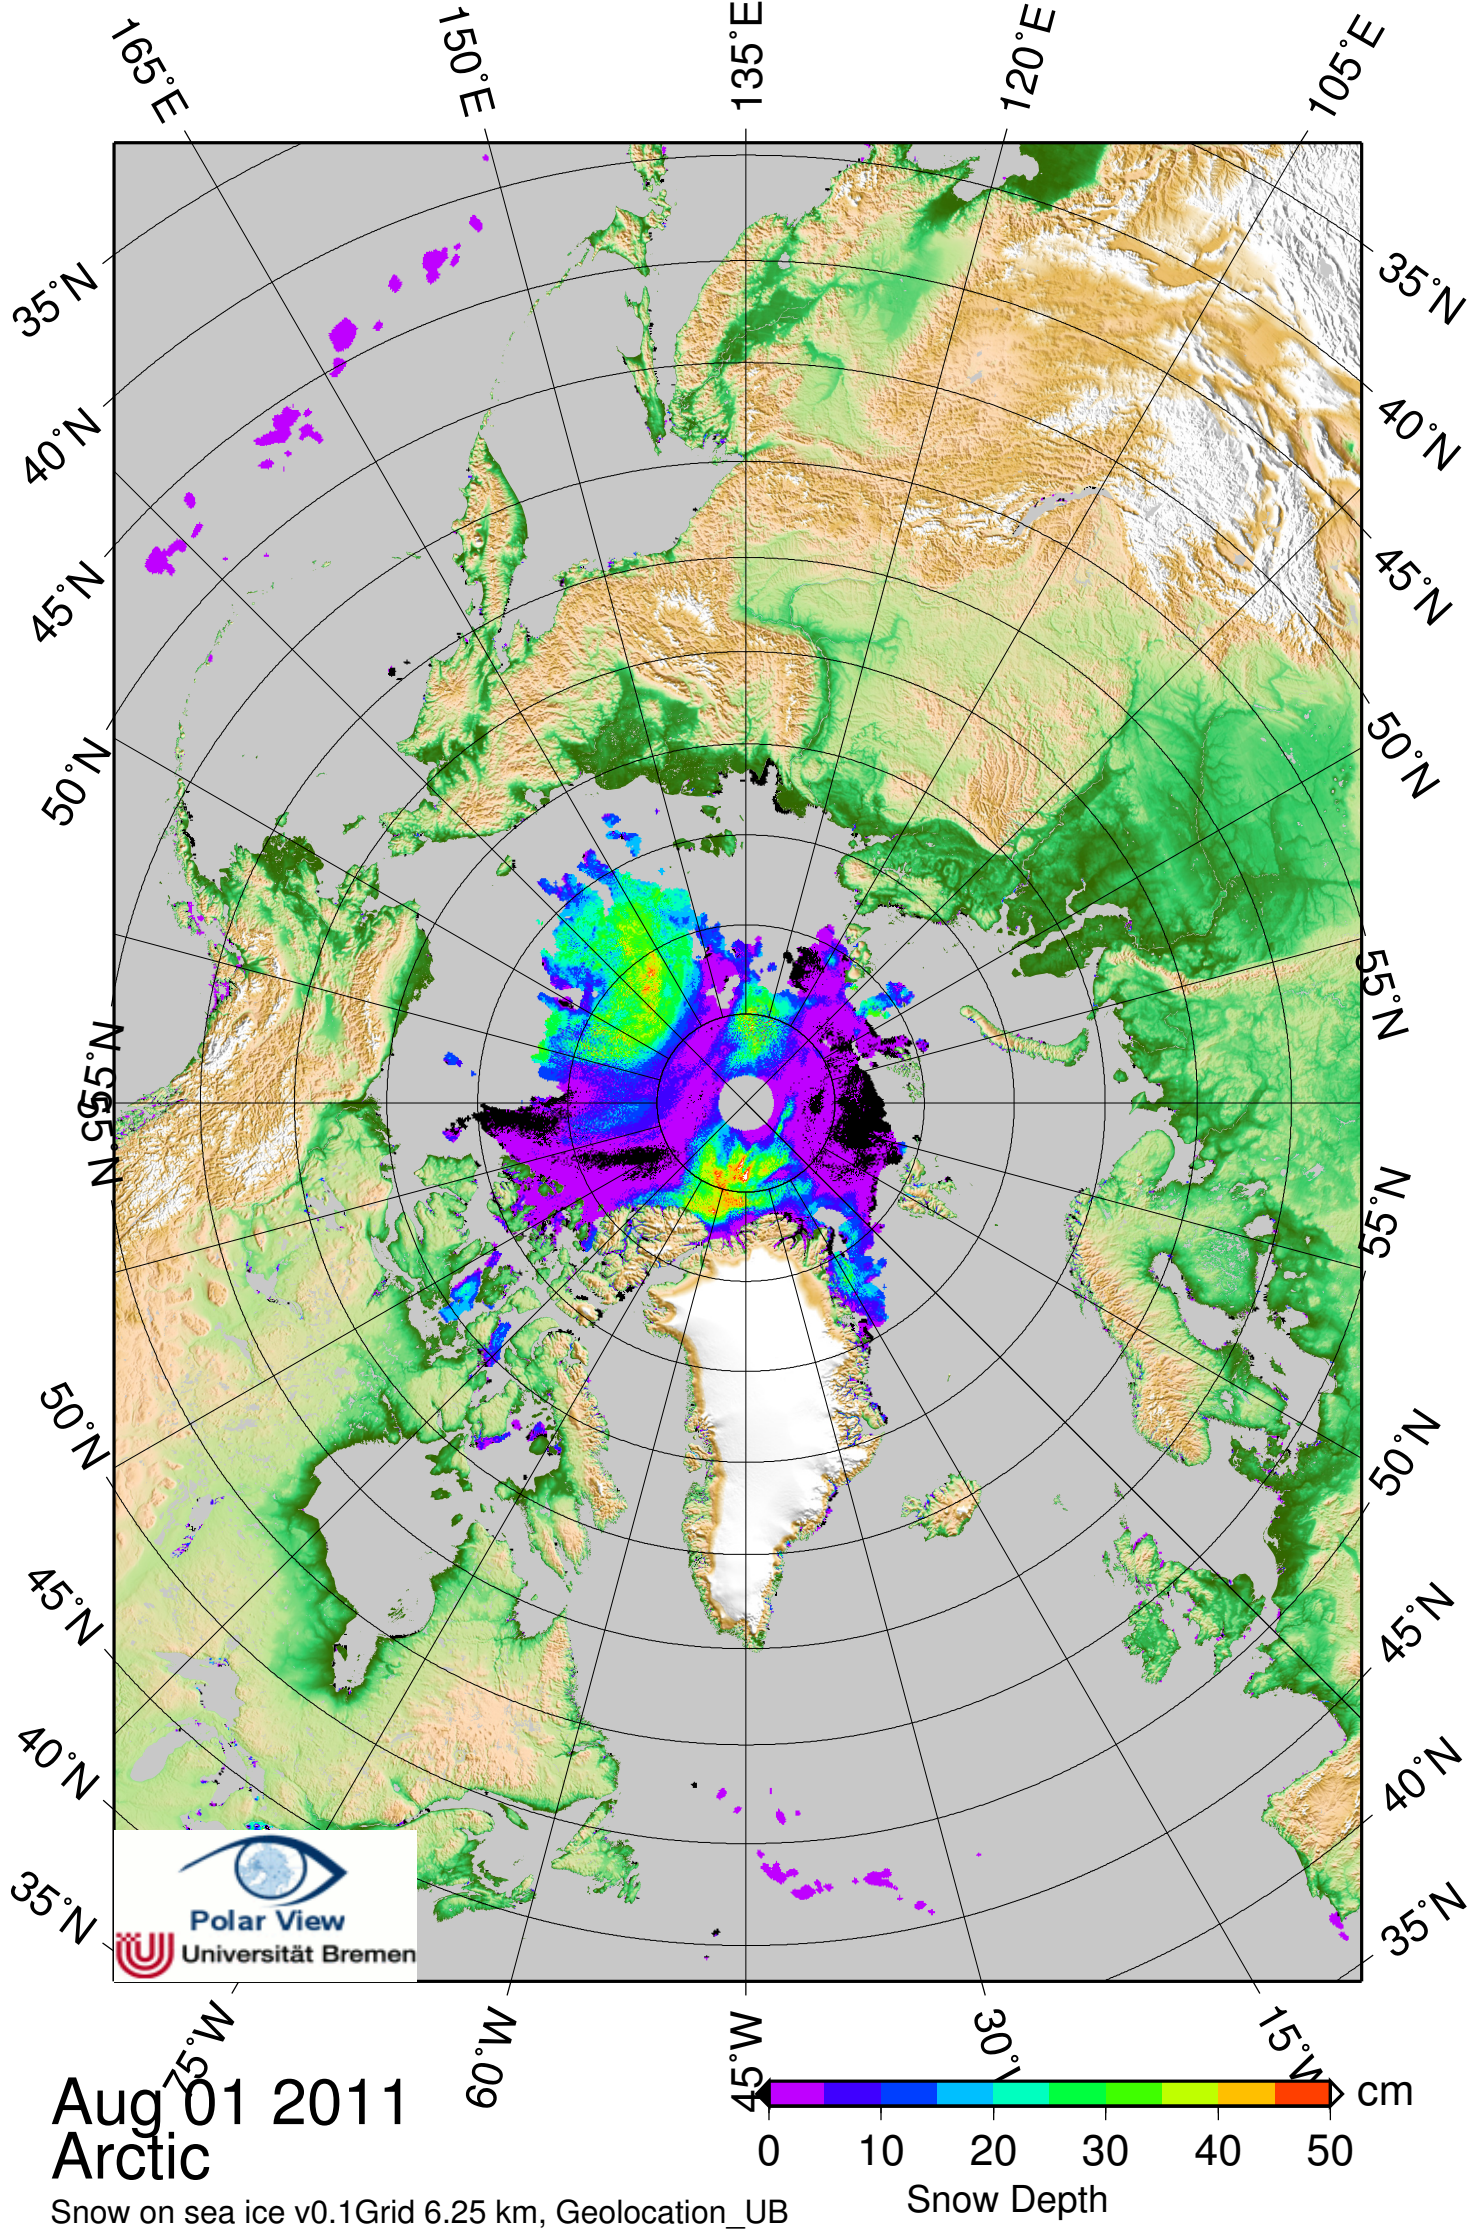 165°E 150°E 135°E 120°E 105°E
35°N 35°N
40°N 40°N
45°N 45°N
50°N 50°N
55°N 55°N
55°N 55°N
50°N 50°N
45°N 45°N
40°N 40°N
35°N 35°N
Polar View
Universität Bremen
75°W 60°W 45°W 30°W 15°W
Aug 01 2011
Arctic
Snow on sea ice v0.1Grid 6.25 km, Geolocation_UB
cm
0 10 20 30 40 50
Snow Depth